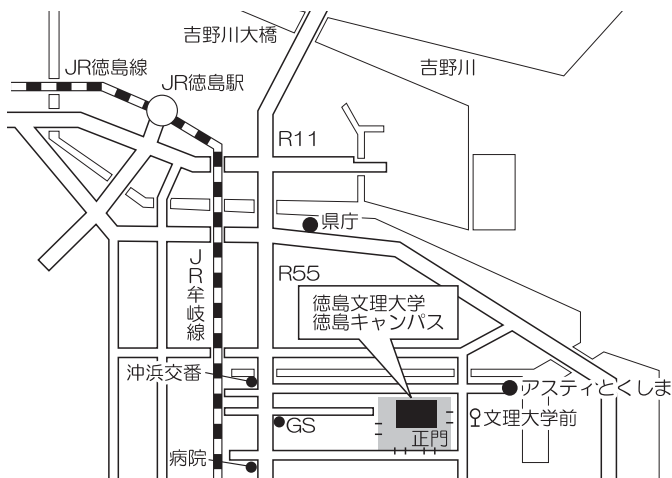 吉野川大橋
JR徳島線
吉野川
JR徳島駅
R11
県庁
JR牟岐線
R55
徳島文理大学
徳島キャンパス
沖浜交番
アスティとくしま
文理大学前
GS
正門
病院